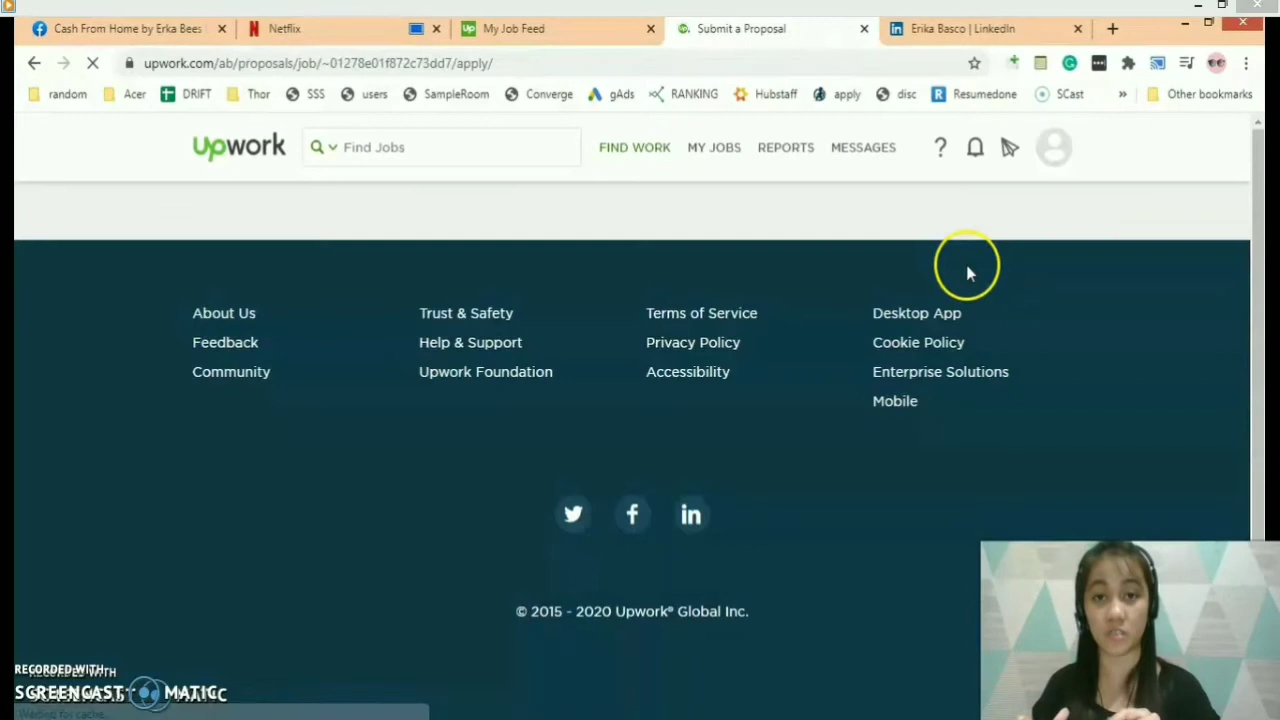 Cash From Home by Erka Bees
Netflix
My Job Feed
Submit a Proposal
Erika Basco | LinkedIn
upwork.com/ab/proposals/job/~01278e01f872c73dd7/apply/
random
Acer
DRIFT
Thor
SSS
users
SampleRoom
Converge
gAds
RANKING
Hubstaff
apply
disc
Resumedone
SCast
»
Other bookmarks
Upwork
Find Jobs
FIND WORK
MY JOBS
REPORTS
MESSAGES
About Us
Trust & Safety
Terms of Service
Desktop App
Feedback
Help & Support
Privacy Policy
Cookie Policy
Community
Upwork Foundation
Accessibility
Enterprise Solutions
Mobile
© 2015 - 2020 Upwork® Global Inc.
RECORDED WITH
SCREENCAST MATIC
Waiting for cache...